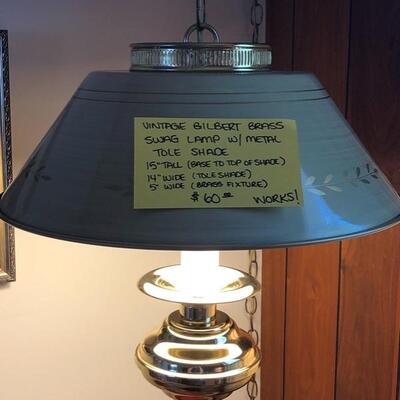 VINTAGE GILBERT BRASS
SWAG LAMP W/ METAL
TOLE SHADE
15" TALL (BASE TO TOP OF SHADE)
14" WIDE (TOLE SHADE)
5" WIDE (BRASS FIXTURE)
$60.00 WORKS!